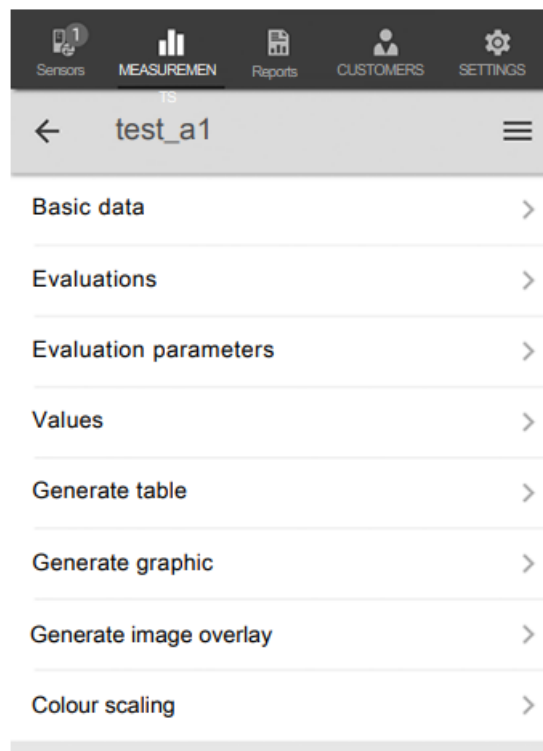 1
Sensors MEASUREMEN Reports CUSTOMERS SETTINGS
TS
test_a1
Basic data
Evaluations
Evaluation parameters
Values
Generate table
Generate graphic
Generate image overlay
Colour scaling